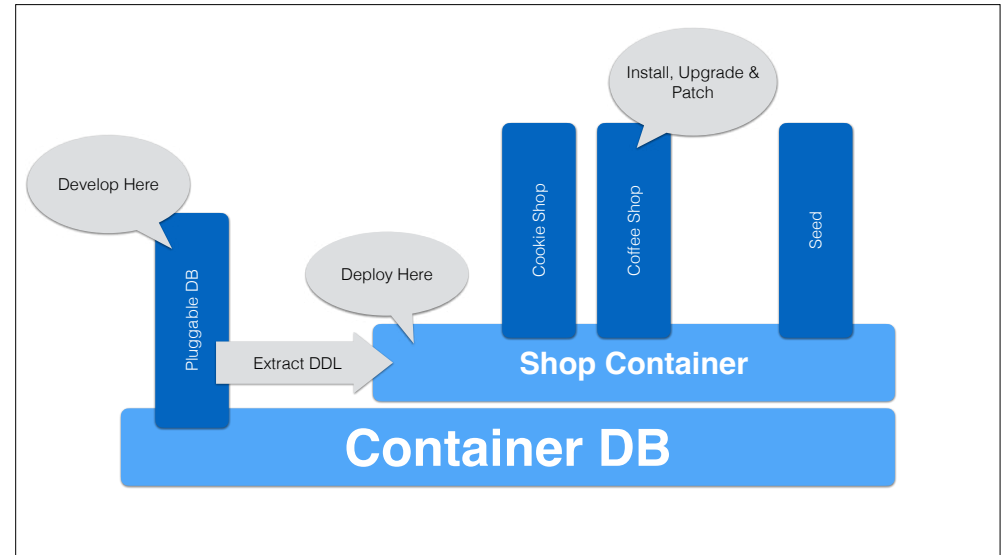 Install, Upgrade &
Patch
Develop Here
Cookie Shop
Coffee Shop
Seed
Deploy Here
Pluggable DB
Extract DDL
Shop Container
Container DB